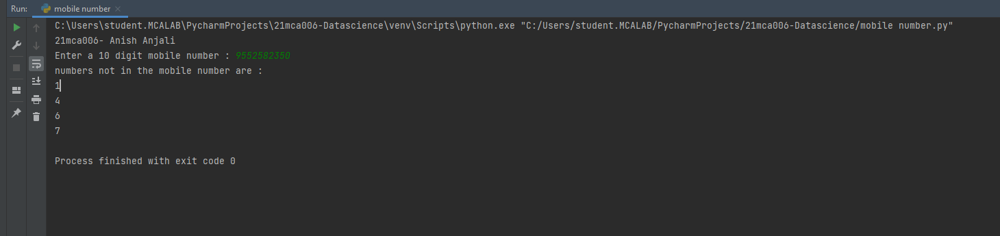 Run: mobile number
C:\Users\student.MCALAB\PycharmProjects\21mca006-Datascience\venv\Scripts\python.exe "C:/Users/student.MCALAB/PycharmProjects/21mca006-Datascience/mobile number.py"
21mca006- Anish Anjali
Enter a 10 digit mobile number : 9552582350
numbers not in the mobile number are :
1
4
6
7
Process finished with exit code 0